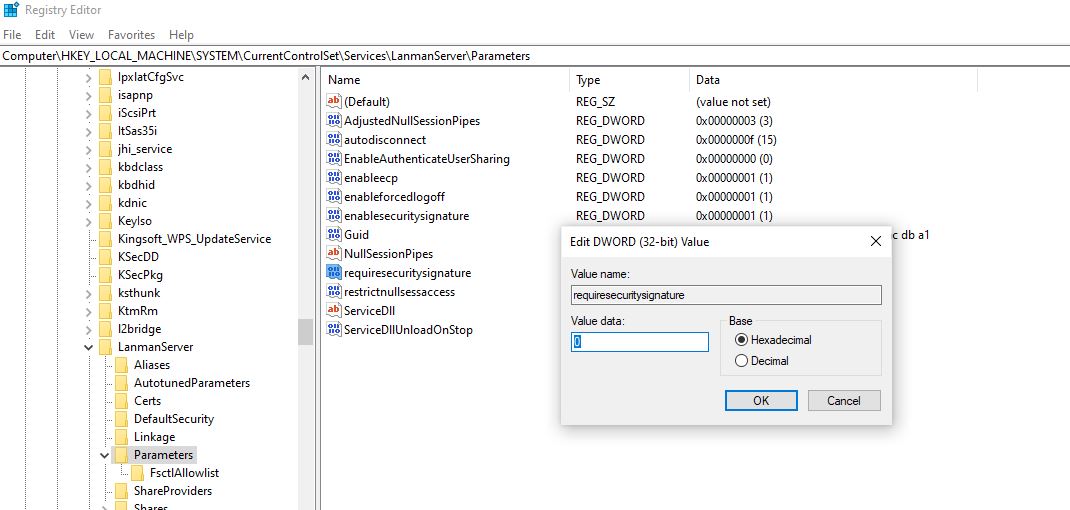 Registry Editor
File Edit View Favorites Help
Computer\HKEY_LOCAL_MACHINE\SYSTEM\CurrentControlSet\Services\LanmanServer\Parameters
IpxlatCfgSvc
isapnp
iScsiPrt
ItSas35i
jhi_service
kbdclass
kbdhid
kdnic
KeyIso
Kingsoft_WPS_UpdateService
KSecDD
KSecPkg
ksthunk
KtmRm
l2bridge
LanmanServer
Aliases
AutotunedParameters
Certs
DefaultSecurity
Linkage
Parameters
FsctlAllowlist
ShareProviders
Shares
Name Type Data
ab (Default) REG_SZ (value not set)
AdjustedNullSessionPipes REG_DWORD 0x00000003 (3)
autodisconnect REG_DWORD 0x0000000f (15)
EnableAuthenticateUserSharing REG_DWORD 0x00000000 (0)
enableecp REG_DWORD 0x00000001 (1)
enableforcedlogoff REG_DWORD 0x00000001 (1)
enablesecuritysignature REG_DWORD 0x00000001 (1)
Guid c db a1
ab NullSessionPipes
requiresecuritysignature
restrictnullsessaccess
ab ServiceDll
ServiceDllUnloadOnStop
Edit DWORD (32-bit) Value
Value name:
requiresecuritysignature
Value data:
0
Base
Hexadecimal
Decimal
OK Cancel